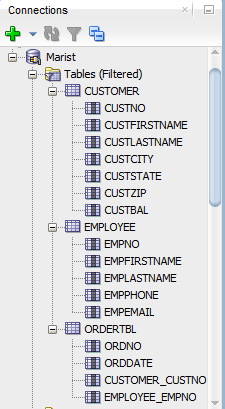 Connections
Marist
Tables (Filtered)
CUSTOMER
CUSTNO
CUSTFIRSTNAME
CUSTLASTNAME
CUSTCITY
CUSTSTATE
CUSTZIP
CUSTBAL
EMPLOYEE
EMPNO
EMPFIRSTNAME
EMPLASTNAME
EMPPHONE
EMPEMAIL
ORDERTBL
ORDNO
ORDDATE
CUSTOMER_CUSTNO
EMPLOYEE_EMPNO